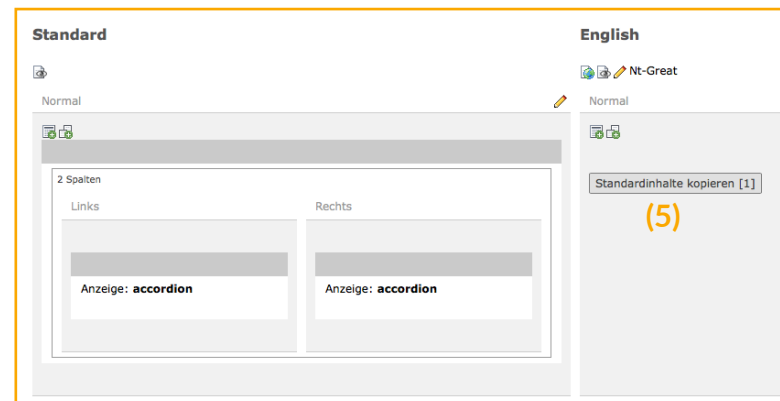 Standard
English
Nt-Great
Normal
Normal
2 Spalten
Links
Rechts
Anzeige: accordion
Anzeige: accordion
Standardinhalte kopieren [1]
(5)